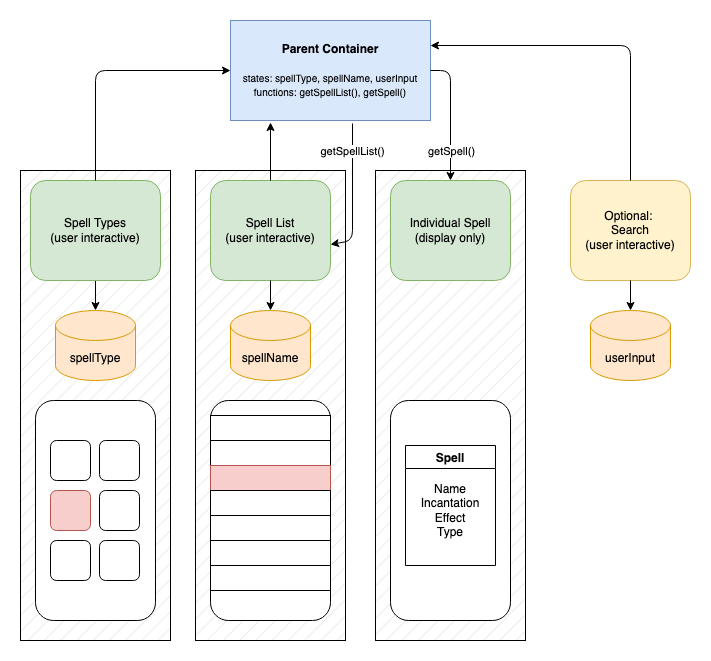 Parent Container
states: spellType, spellName, userInput
functions: getSpellList(), getSpell()
getSpellList()
getSpell()
Spell Types
(user interactive)
Spell List
(user interactive)
Individual Spell
(display only)
Optional:
Search
(user interactive)
spellType
spellName
userInput
Spell
Name
Incantation
Effect
Type